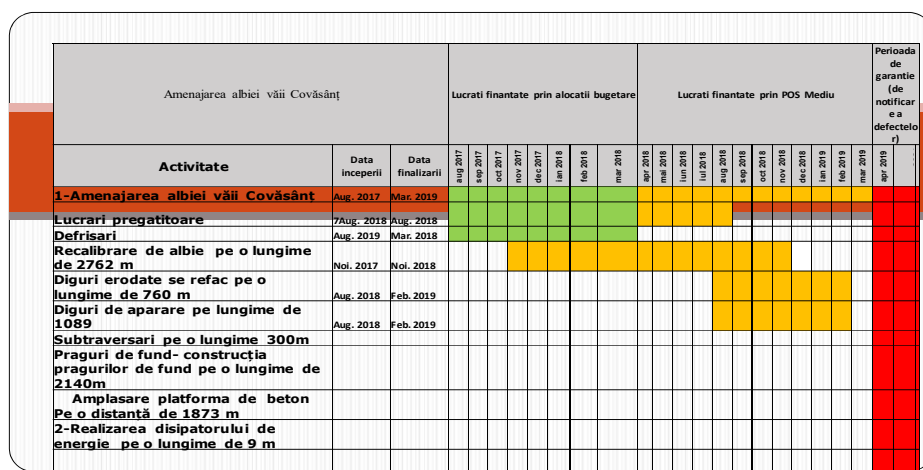 Amenajarea albiei văii Covăsânț
Lucrati finantate prin alocatii bugetare
Lucrati finantate prin POS Mediu
Perioada
de
garantie
(de
notificar
e a
defectelo
r)
Activitate
Data
inceperii
Data
finalizarii
aug 2017
sep 2017
oct 2017
nov 2017
dec 2017
ian 2018
feb 2018
mar 2018
apr 2018
mai 2018
iun 2018
iul 2018
aug 2018
sep 2018
oct 2018
nov 2018
dec 2018
ian 2019
feb 2019
mar 2019
apr 2019
1-Amenajarea albiei văii Covăsânț
Aug. 2017
Mar. 2019
Lucrari pregatitoare
7Aug. 2018
Aug. 2018
Defrisari
Aug. 2019
Mar. 2018
Recalibrare de albie pe o lungime
de 2762 m
Noi. 2017
Noi. 2018
Diguri erodate se refac pe o
lungime de 760 m
Aug. 2018
Feb. 2019
Diguri de aparare pe lungime de
1089
Aug. 2018
Feb. 2019
Subtraversari pe o lungime 300m
Praguri de fund- construcția
pragurilor de fund pe o lungime de
2140m
Amplasare platforma de beton
Pe o distanță de 1873 m
2-Realizarea disipatorului de
energie pe o lungime de 9 m